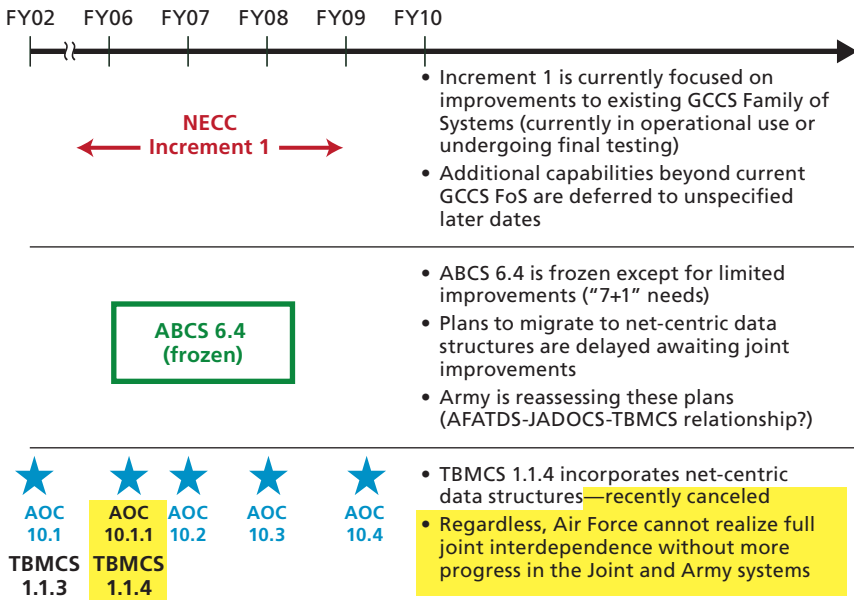 FY02 FY06 FY07 FY08 FY09 FY10
NECC
Increment 1
• Increment 1 is currently focused on
improvements to existing GCCS Family of
Systems (currently in operational use or
undergoing final testing)
• Additional capabilities beyond current
GCCS FoS are deferred to unspecified
later dates
ABCS 6.4
(frozen)
• ABCS 6.4 is frozen except for limited
improvements (“7+1” needs)
• Plans to migrate to net-centric data
structures are delayed awaiting joint
improvements
• Army is reassessing these plans
(AFATDS-JADOCS-TBMCS relationship?)
AOC
10.1
TBMCS
1.1.3
AOC
10.1.1
TBMCS
1.1.4
AOC
10.2
AOC
10.3
AOC
10.4
• TBMCS 1.1.4 incorporates net-centric
data structures—recently canceled
• Regardless, Air Force cannot realize full
joint interdependence without more
progress in the Joint and Army systems